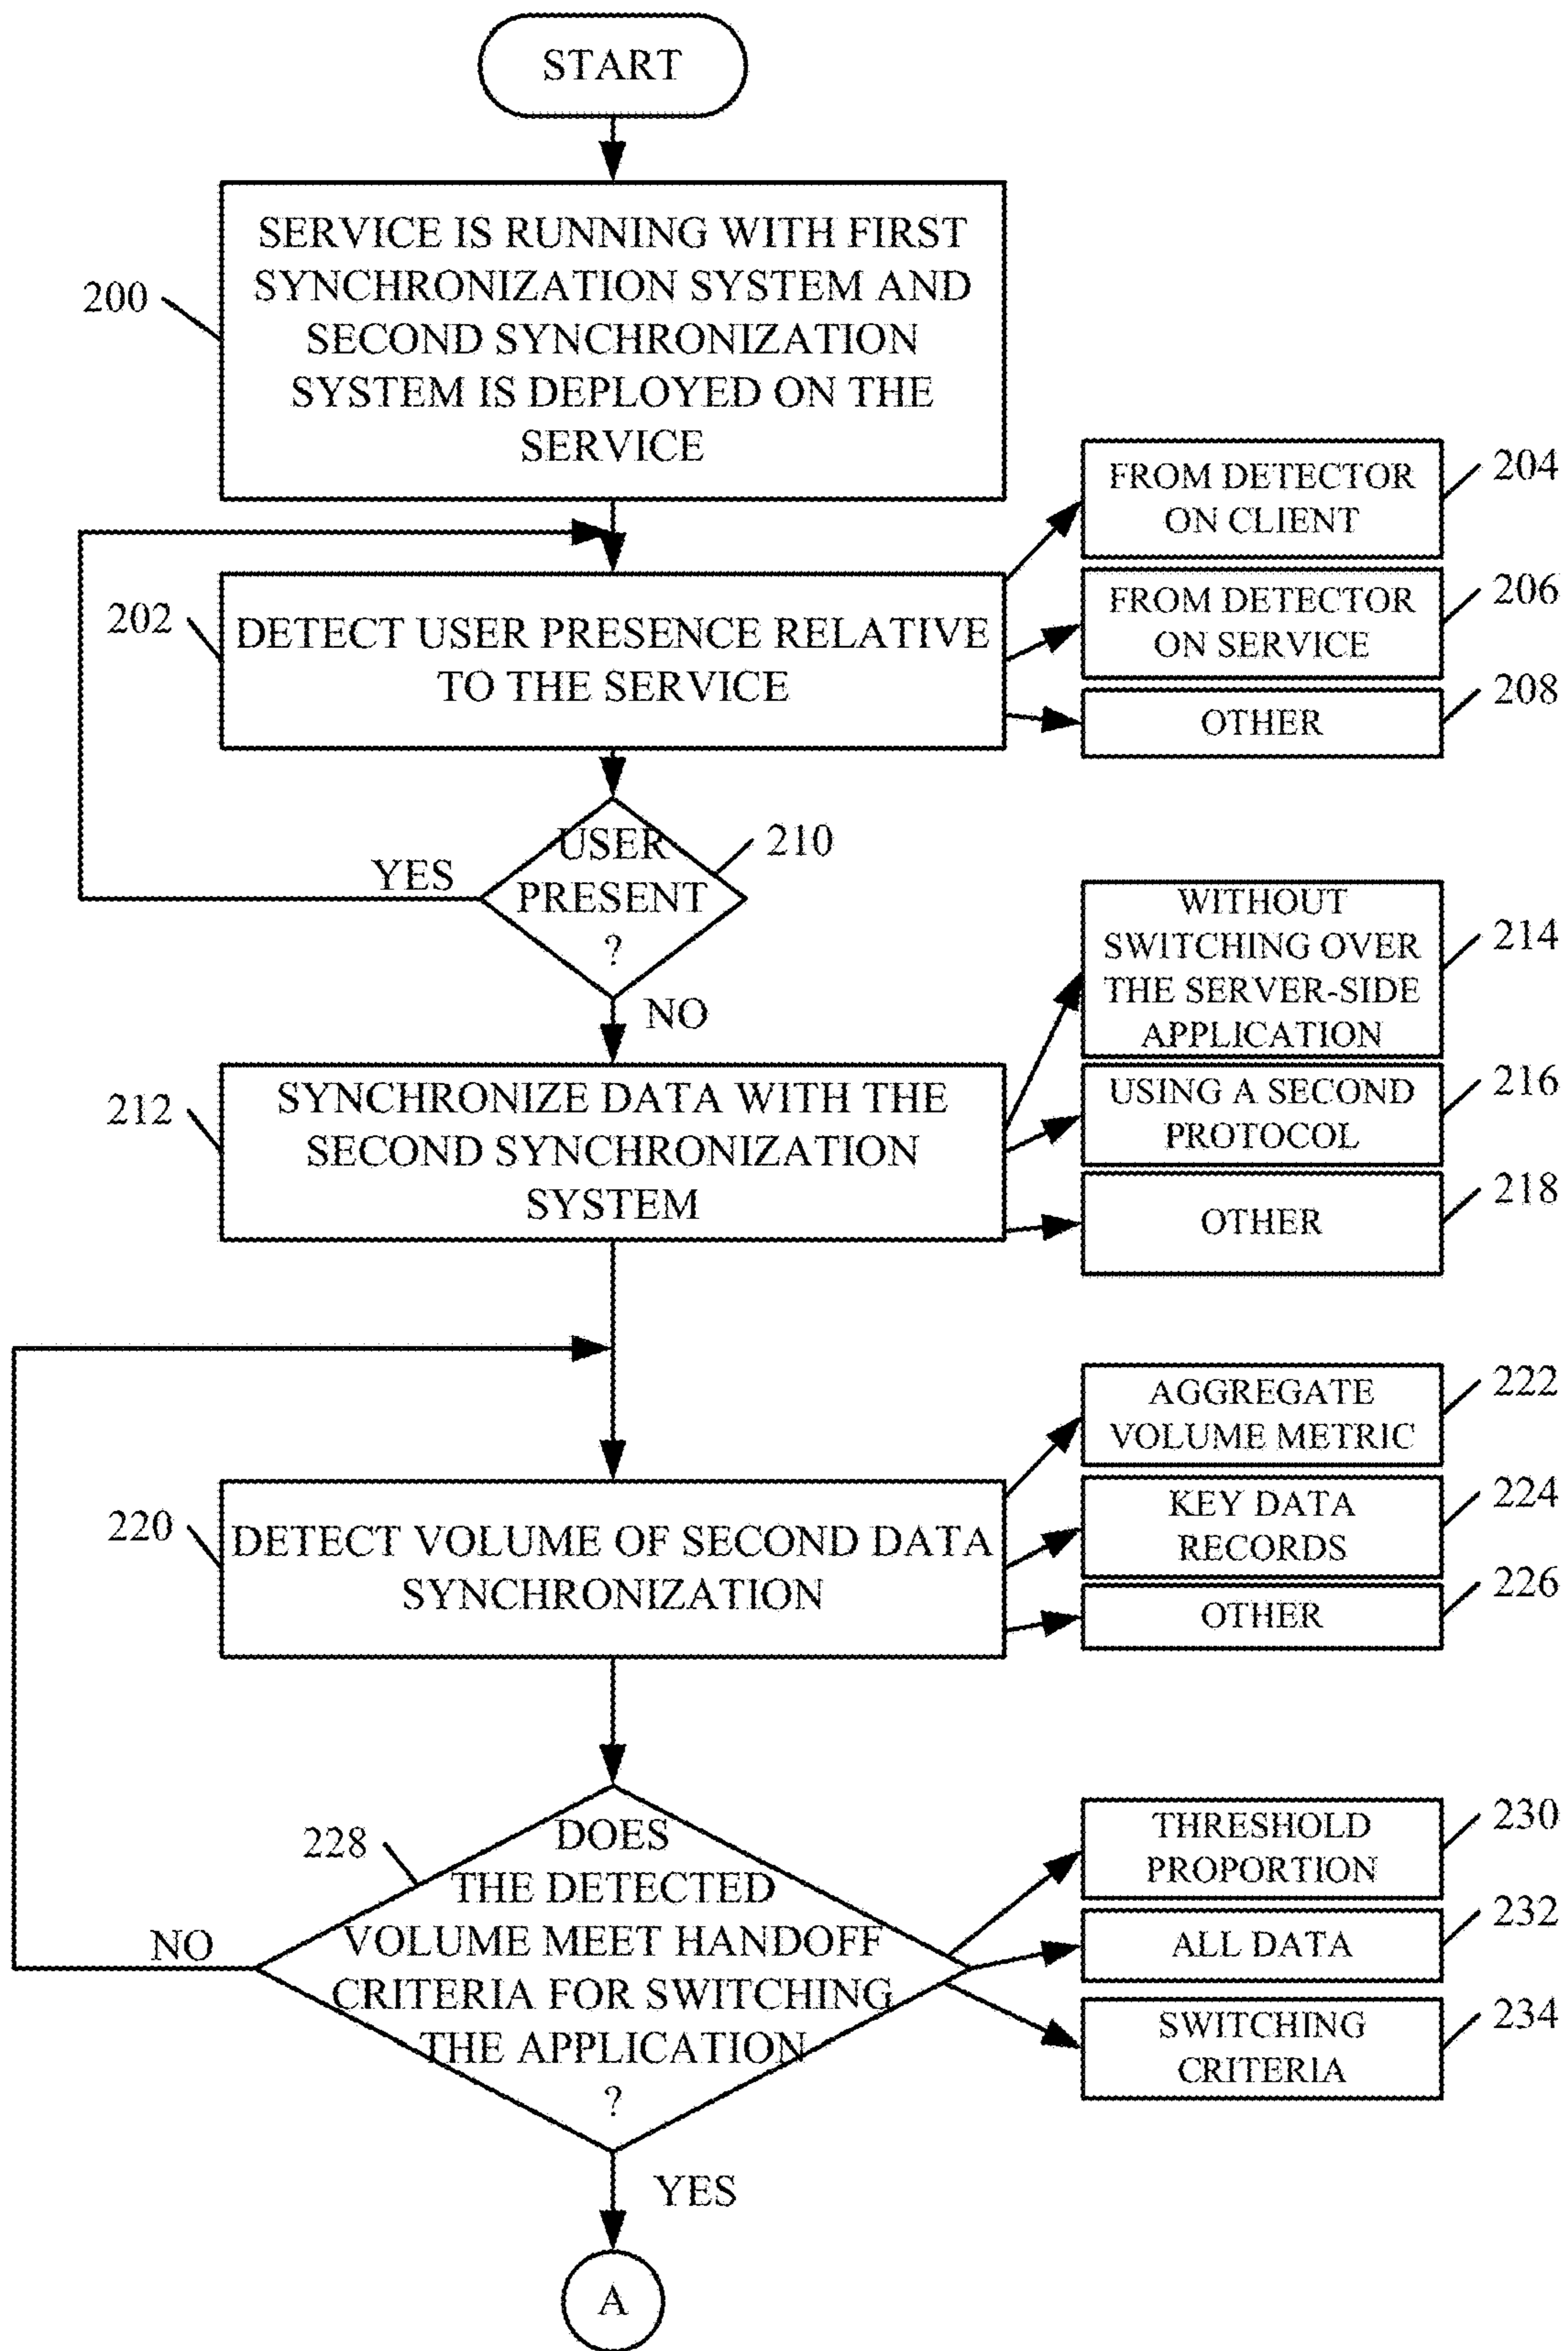 START
SERVICE IS RUNNING WITH FIRST
SYNCHRONIZATION SYSTEM AND
SECOND SYNCHRONIZATION
SYSTEM IS DEPLOYED ON THE
SERVICE
200
FROM DETECTOR
ON CLIENT
204
DETECT USER PRESENCE RELATIVE
TO THE SERVICE
202
FROM DETECTOR
ON SERVICE
206
OTHER
208
USER
PRESENT
?
210
YES
NO
WITHOUT
SWITCHING OVER
THE SERVER-SIDE
APPLICATION
214
SYNCHRONIZE DATA WITH THE
SECOND SYNCHRONIZATION
SYSTEM
212
USING A SECOND
PROTOCOL
216
OTHER
218
AGGREGATE
VOLUME METRIC
222
DETECT VOLUME OF SECOND DATA
SYNCHRONIZATION
220
KEY DATA
RECORDS
224
OTHER
226
DOES
THE DETECTED
VOLUME MEET HANDOFF
CRITERIA FOR SWITCHING
THE APPLICATION
?
228
NO
THRESHOLD
PROPORTION
230
ALL DATA
232
SWITCHING
CRITERIA
234
YES
A